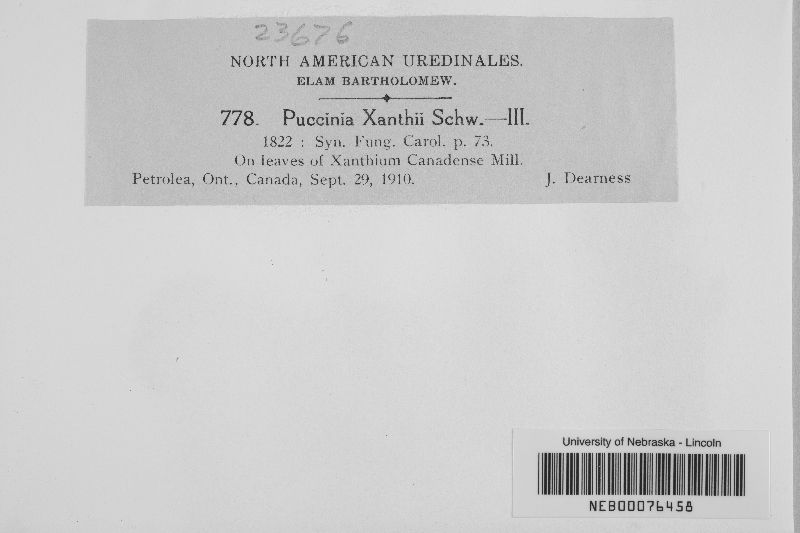 23676
NORTH AMERICAN UREDINALES.
ELAM BARTHOLOMEW.
778. Puccinia Xanthii Schw.—III.
1822 : Syn. Fung. Carol. p. 73.
On leaves of Xanthium Canadense Mill.
Petrolea, Ont., Canada, Sept. 29, 1910. J. Dearness
University of Nebraska - Lincoln
NEB00076458